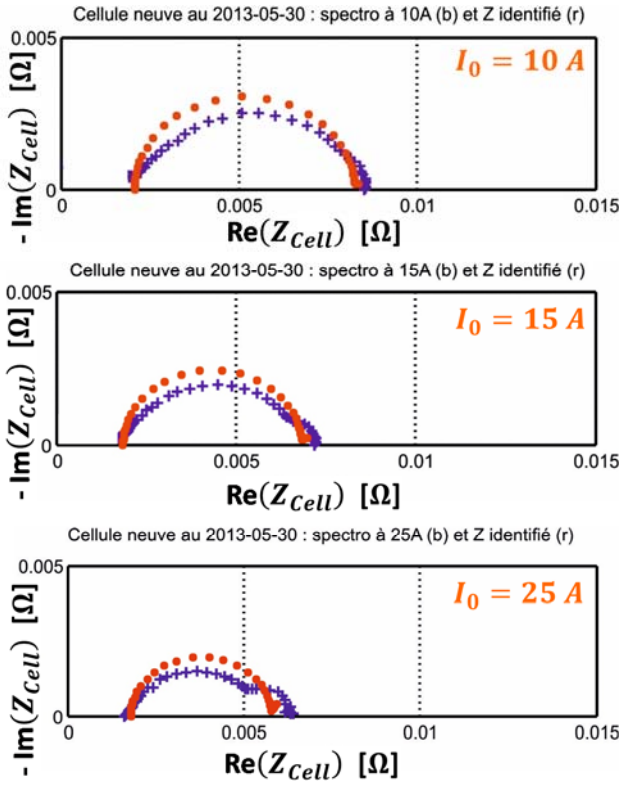 Cellule neuve au 2013-05-30 : spectro à 10A (b) et Z identifié (r)
0.005
I₀ = 10 A
- Im(Z_Cell) [Ω]
0
0 0.005 0.01 0.015
Re(Z_Cell) [Ω]
Cellule neuve au 2013-05-30 : spectro à 15A (b) et Z identifié (r)
0.005
I₀ = 15 A
- Im(Z_Cell) [Ω]
0
0 0.005 0.01 0.015
Re(Z_Cell) [Ω]
Cellule neuve au 2013-05-30 : spectro à 25A (b) et Z identifié (r)
0.005
I₀ = 25 A
- Im(Z_Cell) [Ω]
0
0 0.005 0.01 0.015
Re(Z_Cell) [Ω]